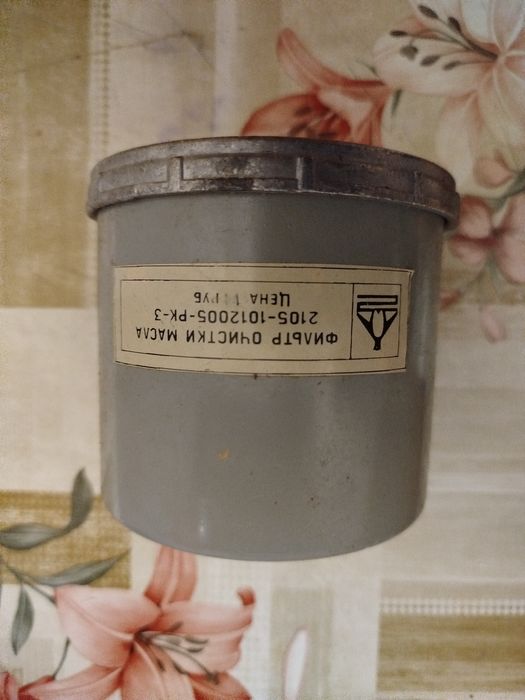 ФИЛЬТР ОЧИСТКИ МАСЛА
2105-1012005-РК-3
ЦЕНА РУБ